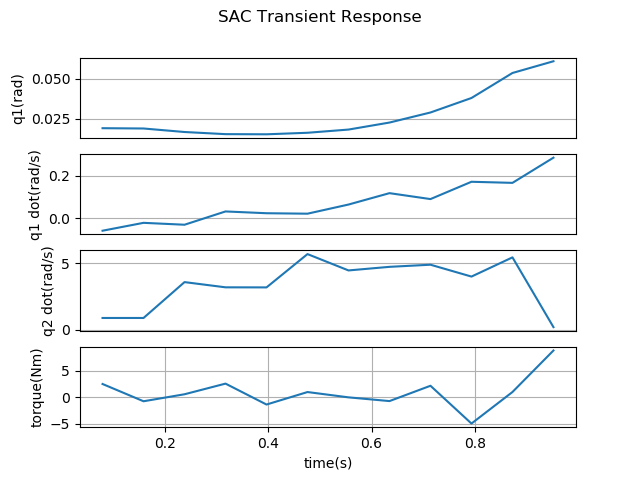 SAC Transient Response
q1(rad)
0.050
0.025
q1 dot(rad/s)
0.2
0.0
q2 dot(rad/s)
5
0
torque(Nm)
5
0
−5
0.2 0.4 0.6 0.8
time(s)